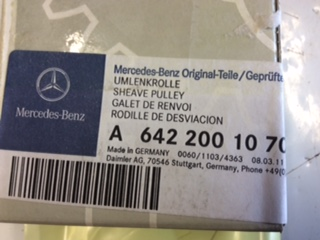 Mercedes-Benz
Mercedes-Benz Original-Teile/Geprüfte
UMLENKROLLE
SHEAVE PULLEY
GALET DE RENVOI
RODILLE DE DESVIACION
A 642 200 10 70
Made in GERMANY 0060/1103/4363 08.03.11
Daimler AG, 70546 Stuttgart, Germany, Phone +49(0